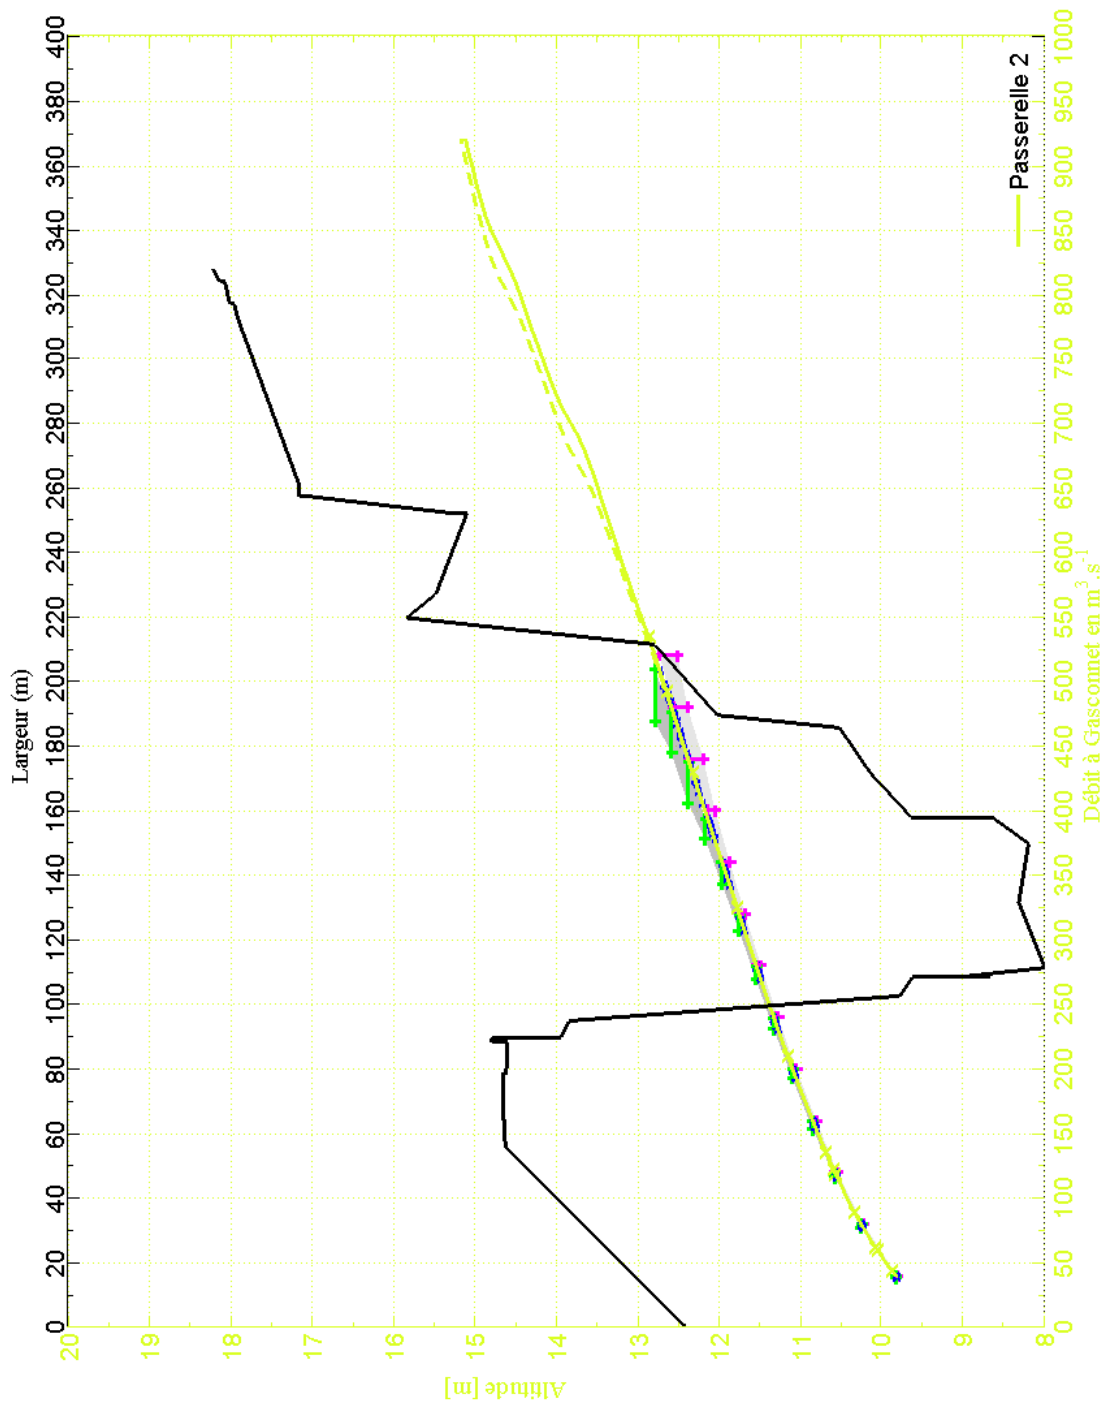 Largeur (m)
0 20 40 60 80 100 120 140 160 180 200 220 240 260 280 300 320 340 360 380 400
20
19
18
17
16
15
14
13
12
11
10
9
8
Altitude [m]
Passerelle 2
0 50 100 150 200 250 300 350 400 450 500 550 600 650 700 750 800 850 900 950 1000
Débit à Gasconnet en m³.s⁻¹